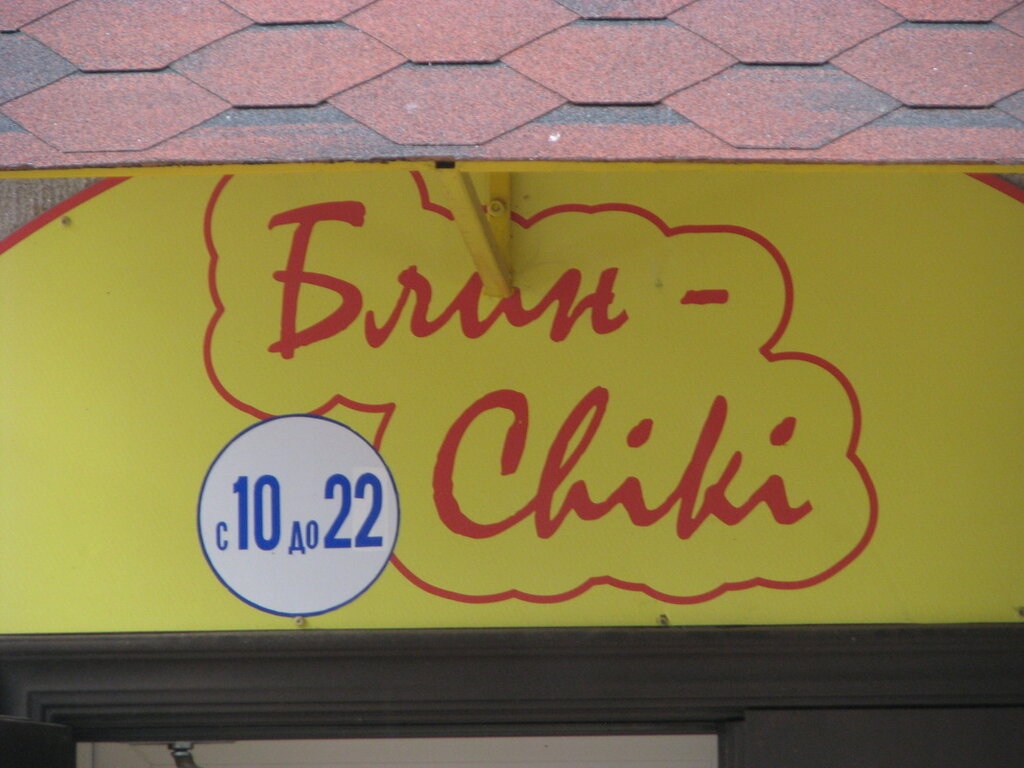 Блин -
Chiki
с 10 до 22